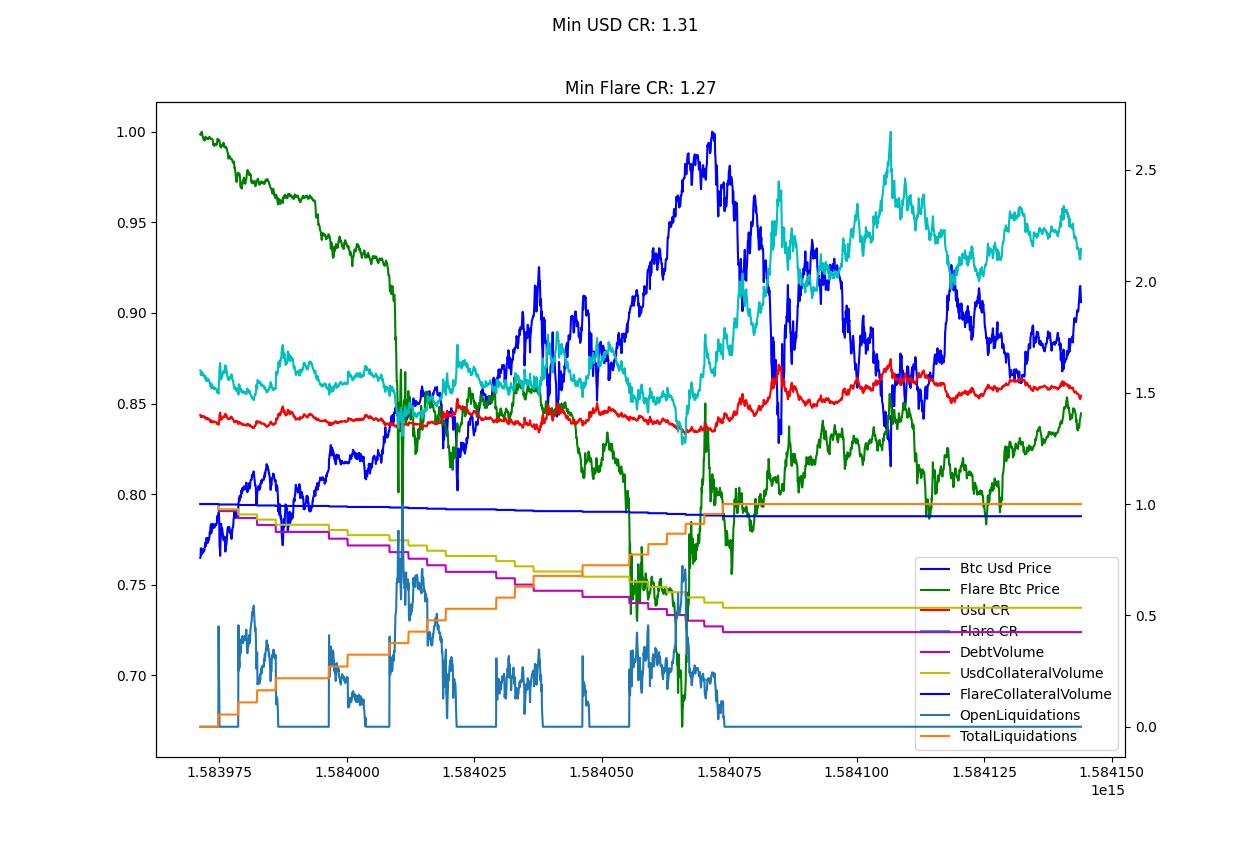 Min USD CR: 1.31
Min Flare CR: 1.27
1.00
0.95
0.90
0.85
0.80
0.75
0.70
2.5
2.0
1.5
1.0
0.5
0.0
Btc Usd Price
Flare Btc Price
Usd CR
Flare CR
DebtVolume
UsdCollateralVolume
FlareCollateralVolume
OpenLiquidations
TotalLiquidations
1.583975 1.584000 1.584025 1.584050 1.584075 1.584100 1.584125 1.584150
1e15